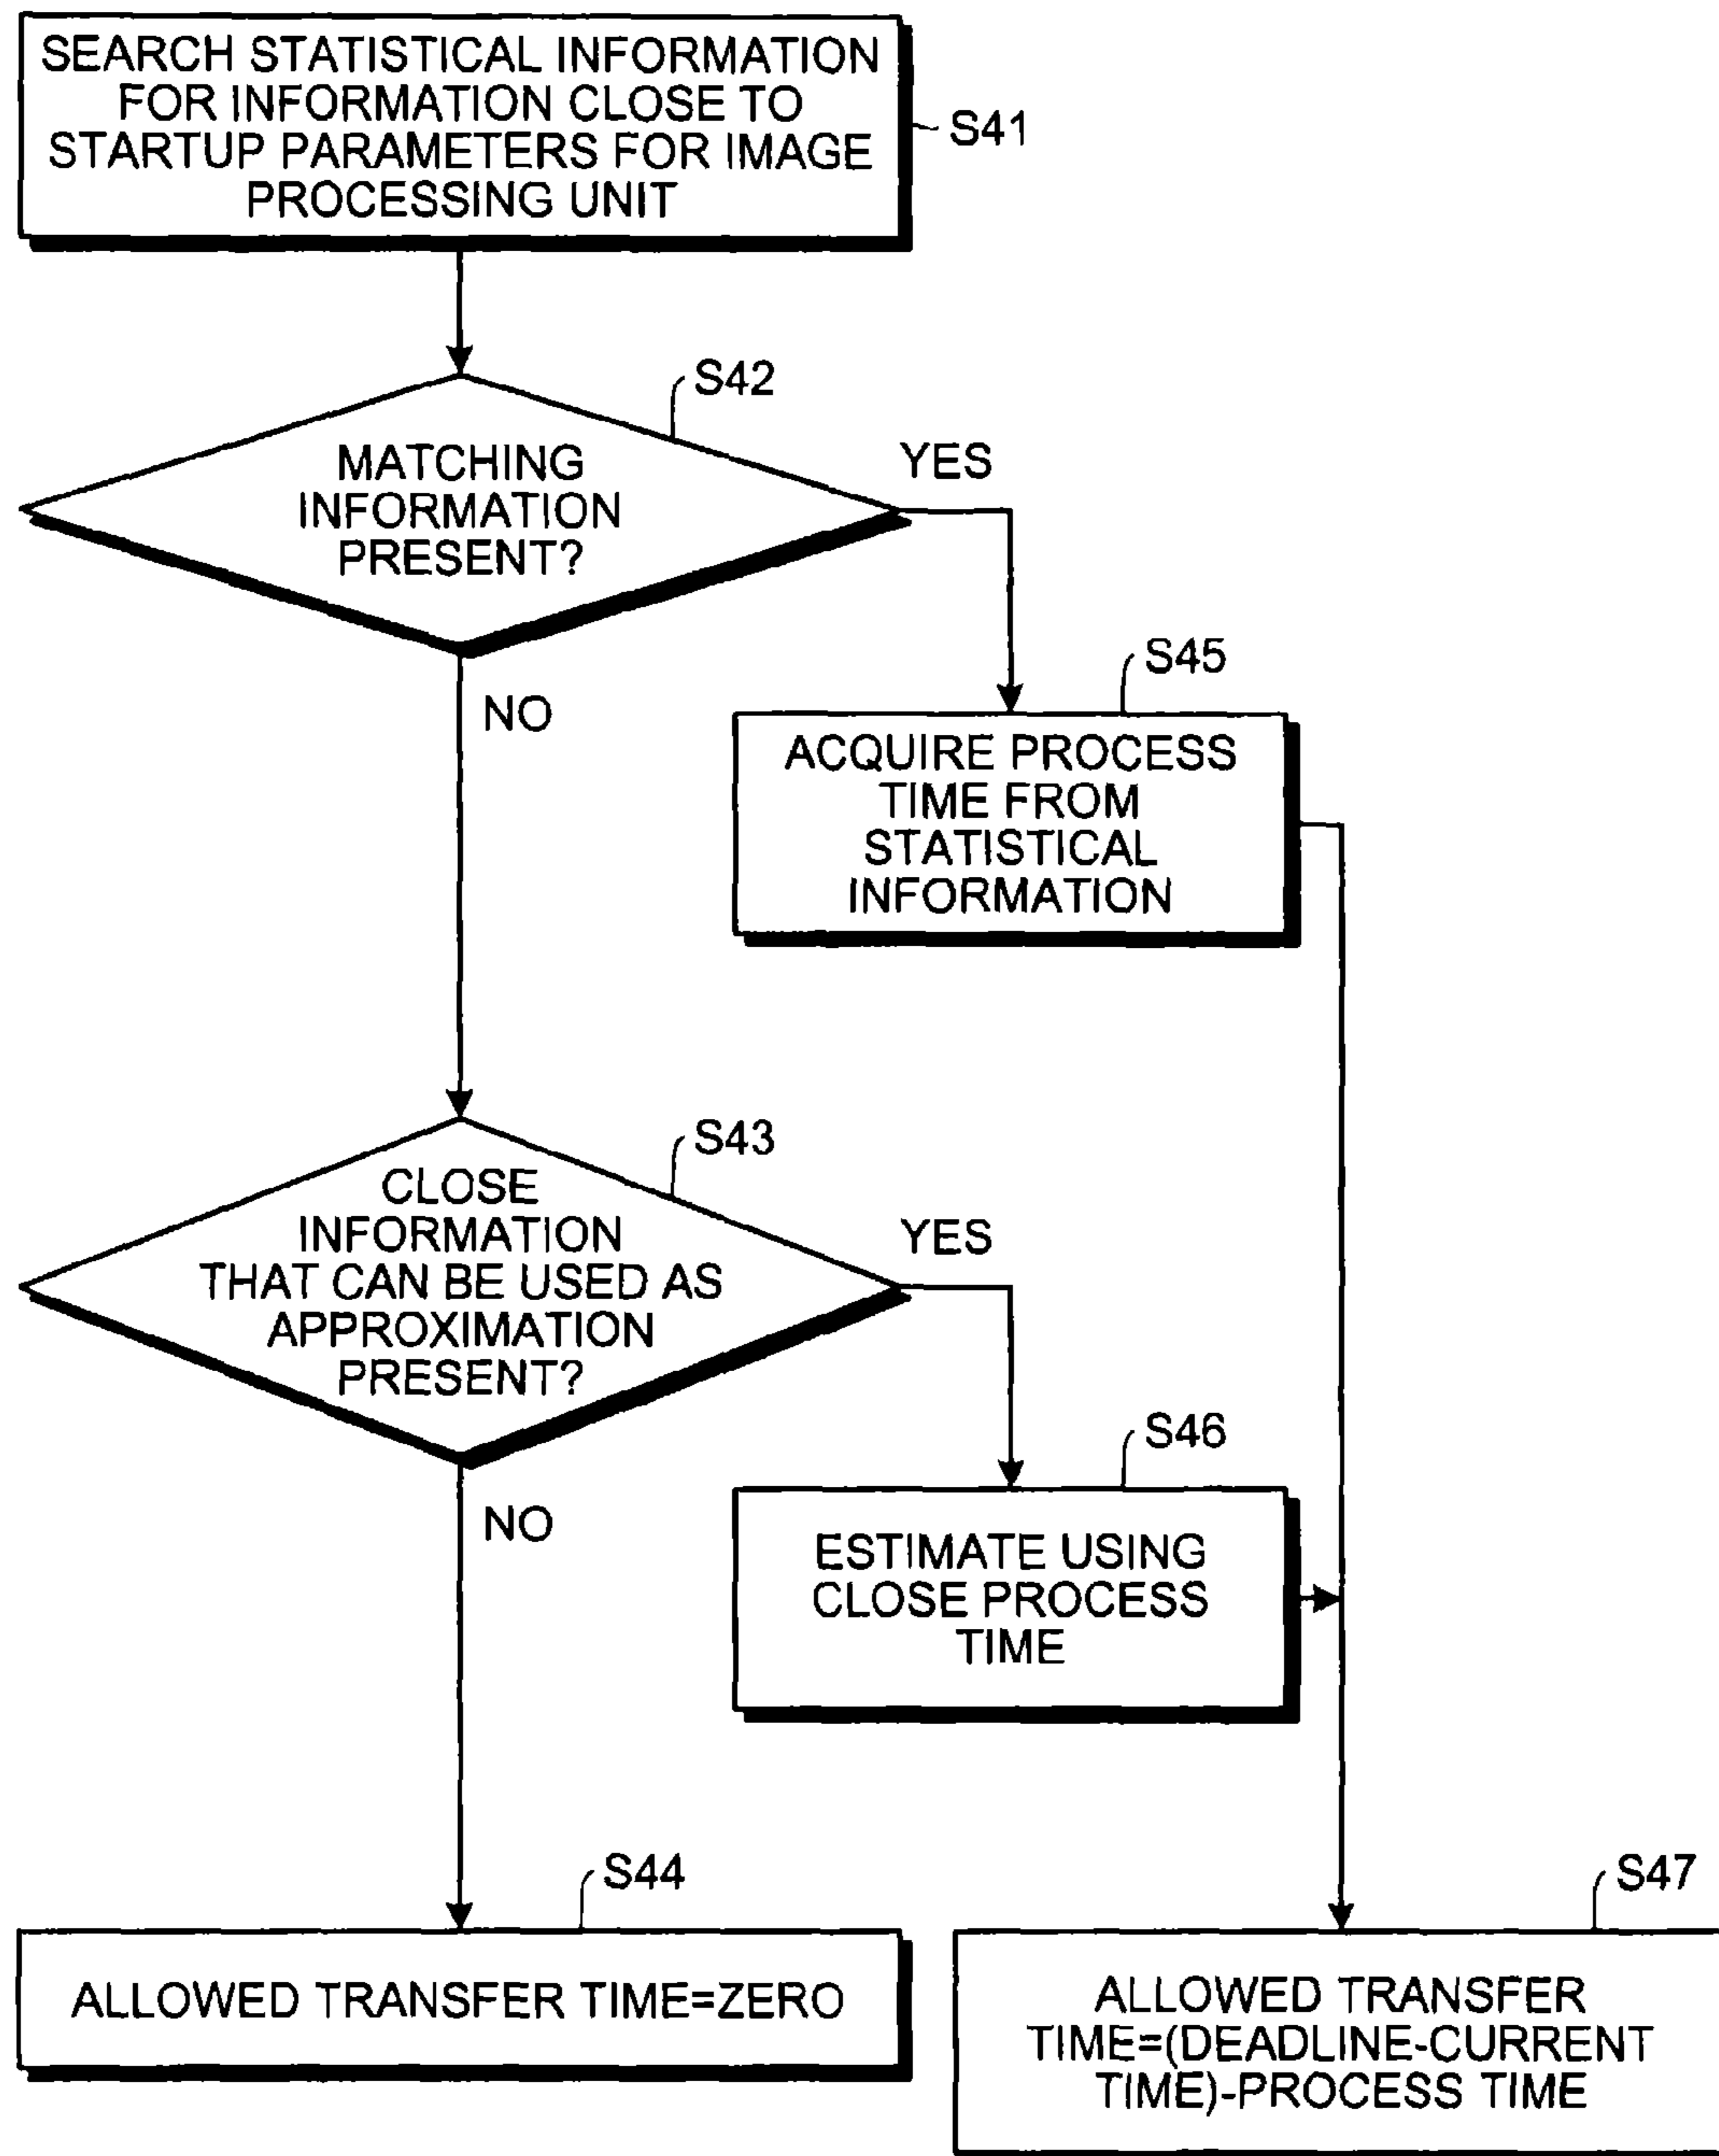 SEARCH STATISTICAL INFORMATION
FOR INFORMATION CLOSE TO
STARTUP PARAMETERS FOR IMAGE
PROCESSING UNIT
S41
S42
MATCHING
INFORMATION
PRESENT?
YES
NO
S45
ACQUIRE PROCESS
TIME FROM
STATISTICAL
INFORMATION
S43
CLOSE
INFORMATION
THAT CAN BE USED AS
APPROXIMATION
PRESENT?
YES
NO
S46
ESTIMATE USING
CLOSE PROCESS
TIME
S44
ALLOWED TRANSFER TIME=ZERO
S47
ALLOWED TRANSFER
TIME=(DEADLINE-CURRENT
TIME)-PROCESS TIME